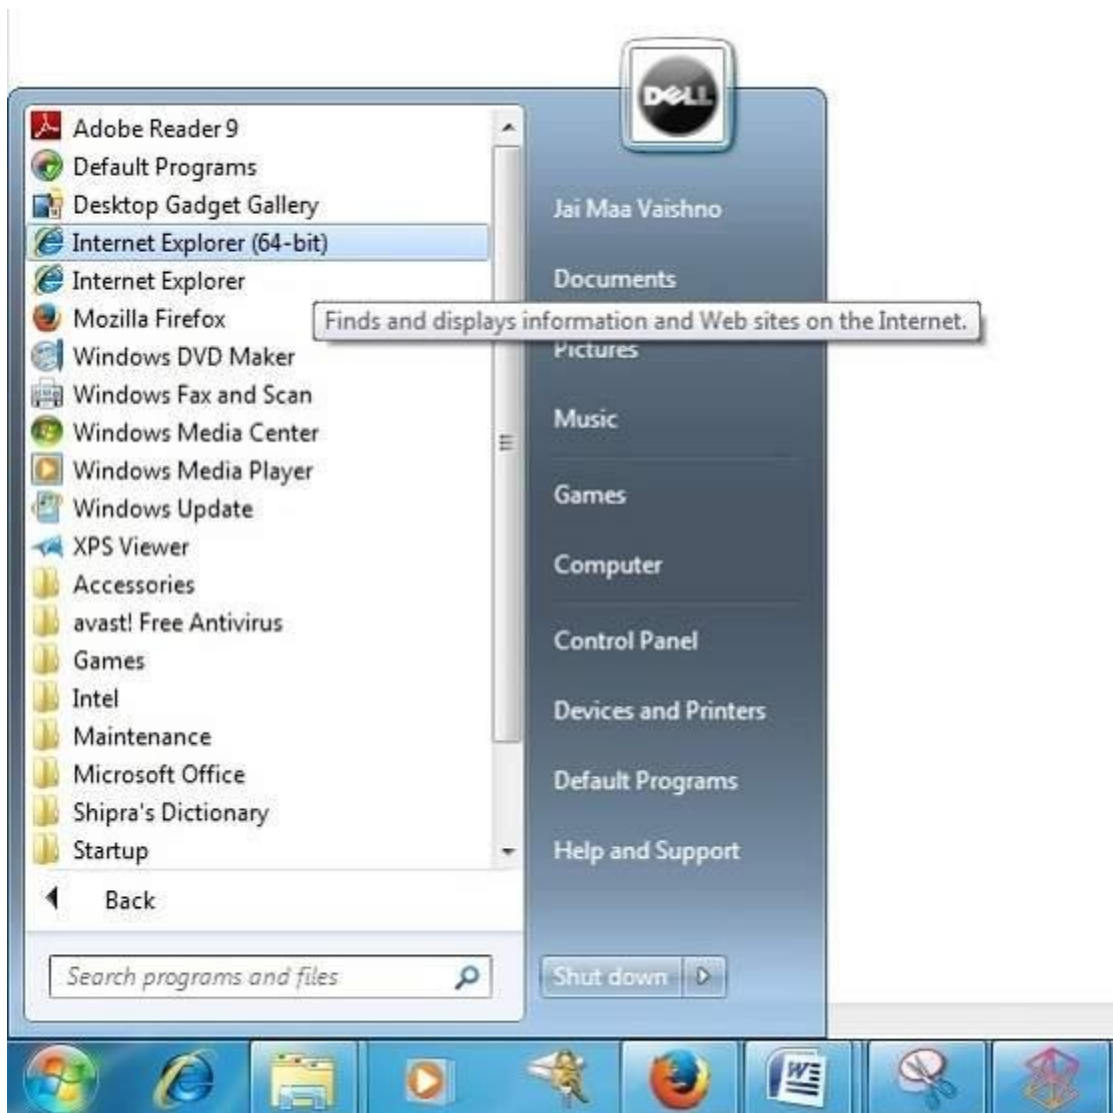 DELL
Adobe Reader 9
Default Programs
Desktop Gadget Gallery
Internet Explorer (64-bit)
Internet Explorer
Mozilla Firefox
Windows DVD Maker
Windows Fax and Scan
Windows Media Center
Windows Media Player
Windows Update
XPS Viewer
Accessories
avast! Free Antivirus
Games
Intel
Maintenance
Microsoft Office
Shipra's Dictionary
Startup
Back
Search programs and files
Jai Maa Vaishno
Documents
Finds and displays information and Web sites on the Internet.
Pictures
Music
Games
Computer
Control Panel
Devices and Printers
Default Programs
Help and Support
Shut down
W